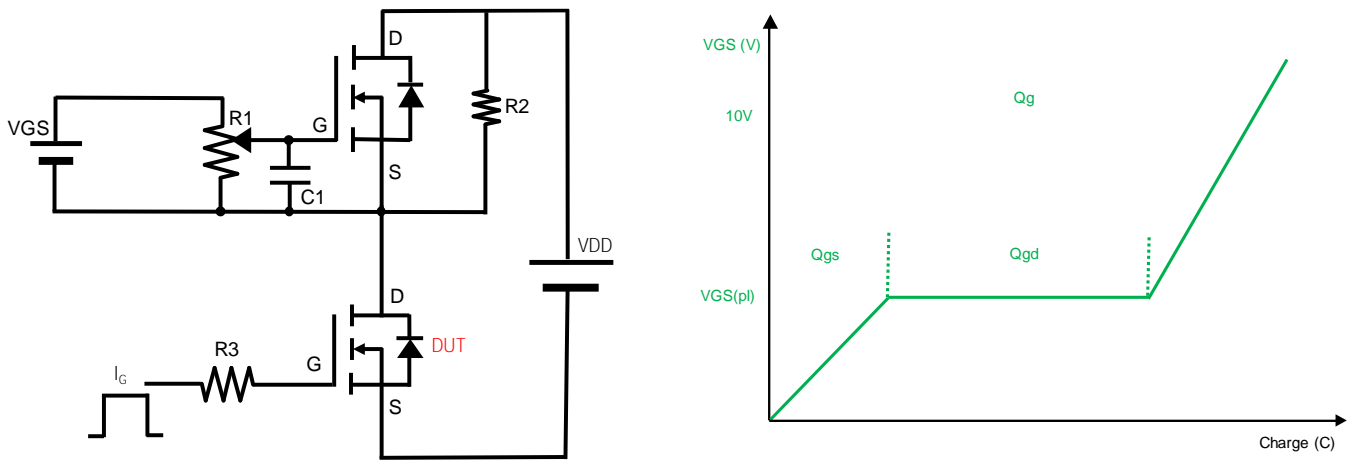 D
G
S
VGS
R1
C1
R2
VDD
D
G
S
DUT
R3
IG
VGS (V)
10V
Qg
Qgs
Qgd
VGS(pl)
Charge (C)